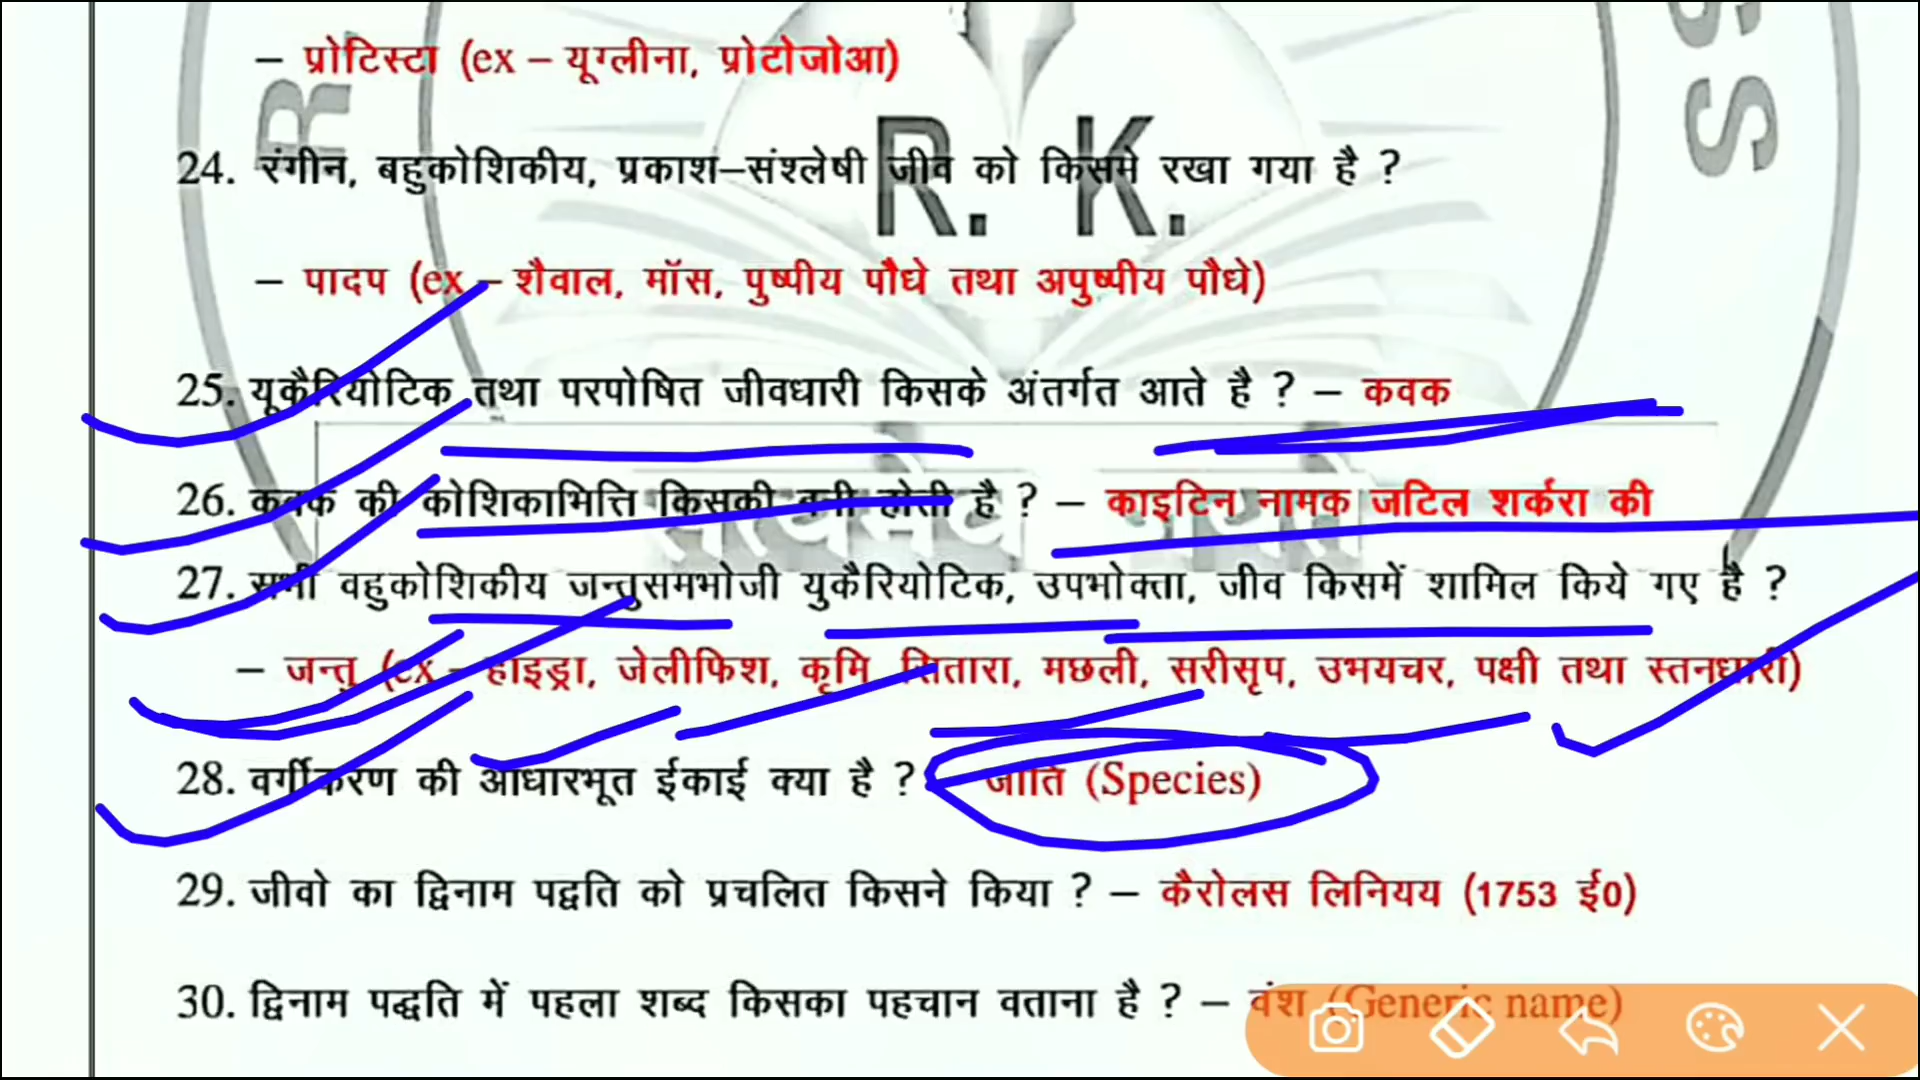 – प्रोटिस्टा (ex – यूग्लीना, प्रोटोजोआ)
24. रंगीन, बहुकोशिकीय, प्रकाश–संश्लेषी जीव को किसमे रखा गया है ?
– पादप (ex – शैवाल, मॉस, पुष्पीय पौधे तथा अपुष्पीय पौधे)
25. यूकैरियोटिक तथा परपोषित जीवधारी किसके अंतर्गत आते है ? – कवक
26. कवक की कोशिकाभित्ति किसकी बनी होती है ? – काइटिन नामक जटिल शर्करा की
27. सभी वहुकोशिकीय जन्तुसमभोजी युकैरियोटिक, उपभोक्ता, जीव किसमें शामिल किये गए है ?
– जन्तु (ex – हाइड्रा, जेलीफिश, कृमि सितारा, मछली, सरीसृप, उभयचर, पक्षी तथा स्तनधारी)
28. वर्गीकरण की आधारभूत ईकाई क्या है ? जाति (Species)
29. जीवो का द्विनाम पद्वति को प्रचलित किसने किया ? – कैरोलस लिनियय (1753 ई0)
30. द्विनाम पद्धति में पहला शब्द किसका पहचान वताना है ? – वंश (Generic name)
R. K.
R.
SS